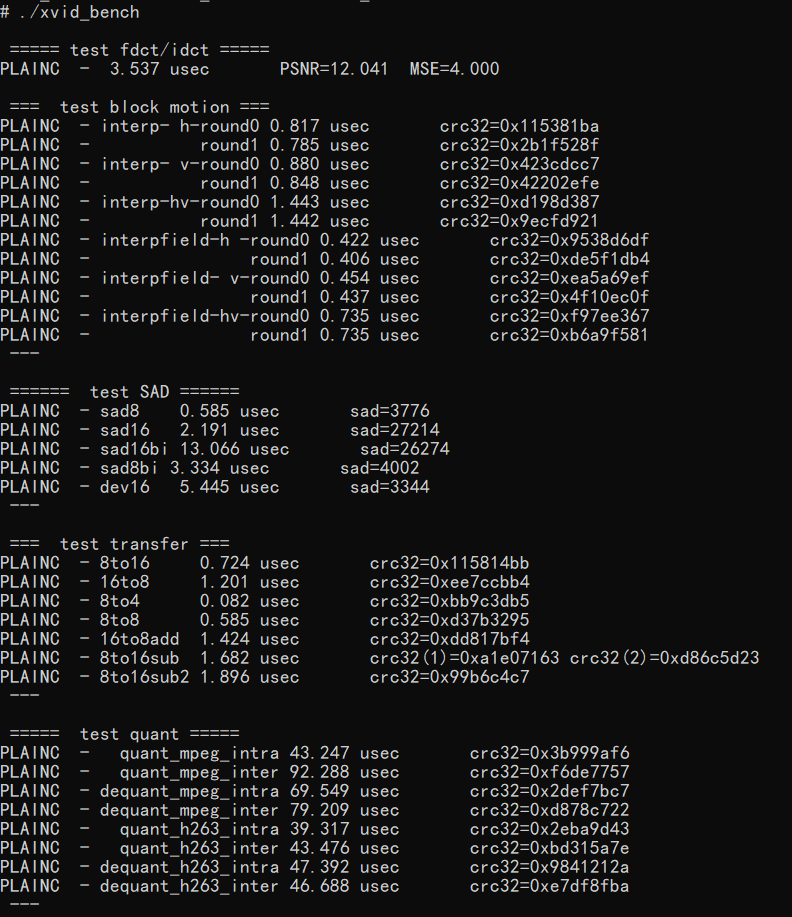 # ./xvid_bench
===== test fdct/idct =====
PLAINC - 3.537 usec PSNR=12.041 MSE=4.000
=== test block motion ===
PLAINC - interp- h-round0 0.817 usec crc32=0x115381ba
PLAINC - round1 0.785 usec crc32=0x2b1f528f
PLAINC - interp- v-round0 0.880 usec crc32=0x423cdcc7
PLAINC - round1 0.848 usec crc32=0x42202efe
PLAINC - interp-hv-round0 1.443 usec crc32=0xd198d387
PLAINC - round1 1.442 usec crc32=0x9ecfd921
PLAINC - interpfield-h -round0 0.422 usec crc32=0x9538d6df
PLAINC - round1 0.406 usec crc32=0xde5f1db4
PLAINC - interpfield- v-round0 0.454 usec crc32=0xea5a69ef
PLAINC - round1 0.437 usec crc32=0x4f10ec0f
PLAINC - interpfield-hv-round0 0.735 usec crc32=0xf97ee367
PLAINC - round1 0.735 usec crc32=0xb6a9f581
---
====== test SAD ======
PLAINC - sad8 0.585 usec sad=3776
PLAINC - sad16 2.191 usec sad=27214
PLAINC - sad16bi 13.066 usec sad=26274
PLAINC - sad8bi 3.334 usec sad=4002
PLAINC - dev16 5.445 usec sad=3344
---
=== test transfer ===
PLAINC - 8to16 0.724 usec crc32=0x115814bb
PLAINC - 16to8 1.201 usec crc32=0xee7ccbb4
PLAINC - 8to4 0.082 usec crc32=0xbb9c3db5
PLAINC - 8to8 0.585 usec crc32=0xd37b3295
PLAINC - 16to8add 1.424 usec crc32=0xdd817bf4
PLAINC - 8to16sub 1.682 usec crc32(1)=0xa1e07163 crc32(2)=0xd86c5d23
PLAINC - 8to16sub2 1.896 usec crc32=0x99b6c4c7
---
===== test quant =====
PLAINC - quant_mpeg_intra 43.247 usec crc32=0x3b999af6
PLAINC - quant_mpeg_inter 92.288 usec crc32=0xf6de7757
PLAINC - dequant_mpeg_intra 69.549 usec crc32=0x2def7bc7
PLAINC - dequant_mpeg_inter 79.209 usec crc32=0xd878c722
PLAINC - quant_h263_intra 39.317 usec crc32=0x2eba9d43
PLAINC - quant_h263_inter 43.476 usec crc32=0xbd315a7e
PLAINC - dequant_h263_intra 47.392 usec crc32=0x9841212a
PLAINC - dequant_h263_inter 46.688 usec crc32=0xe7df8fba
---